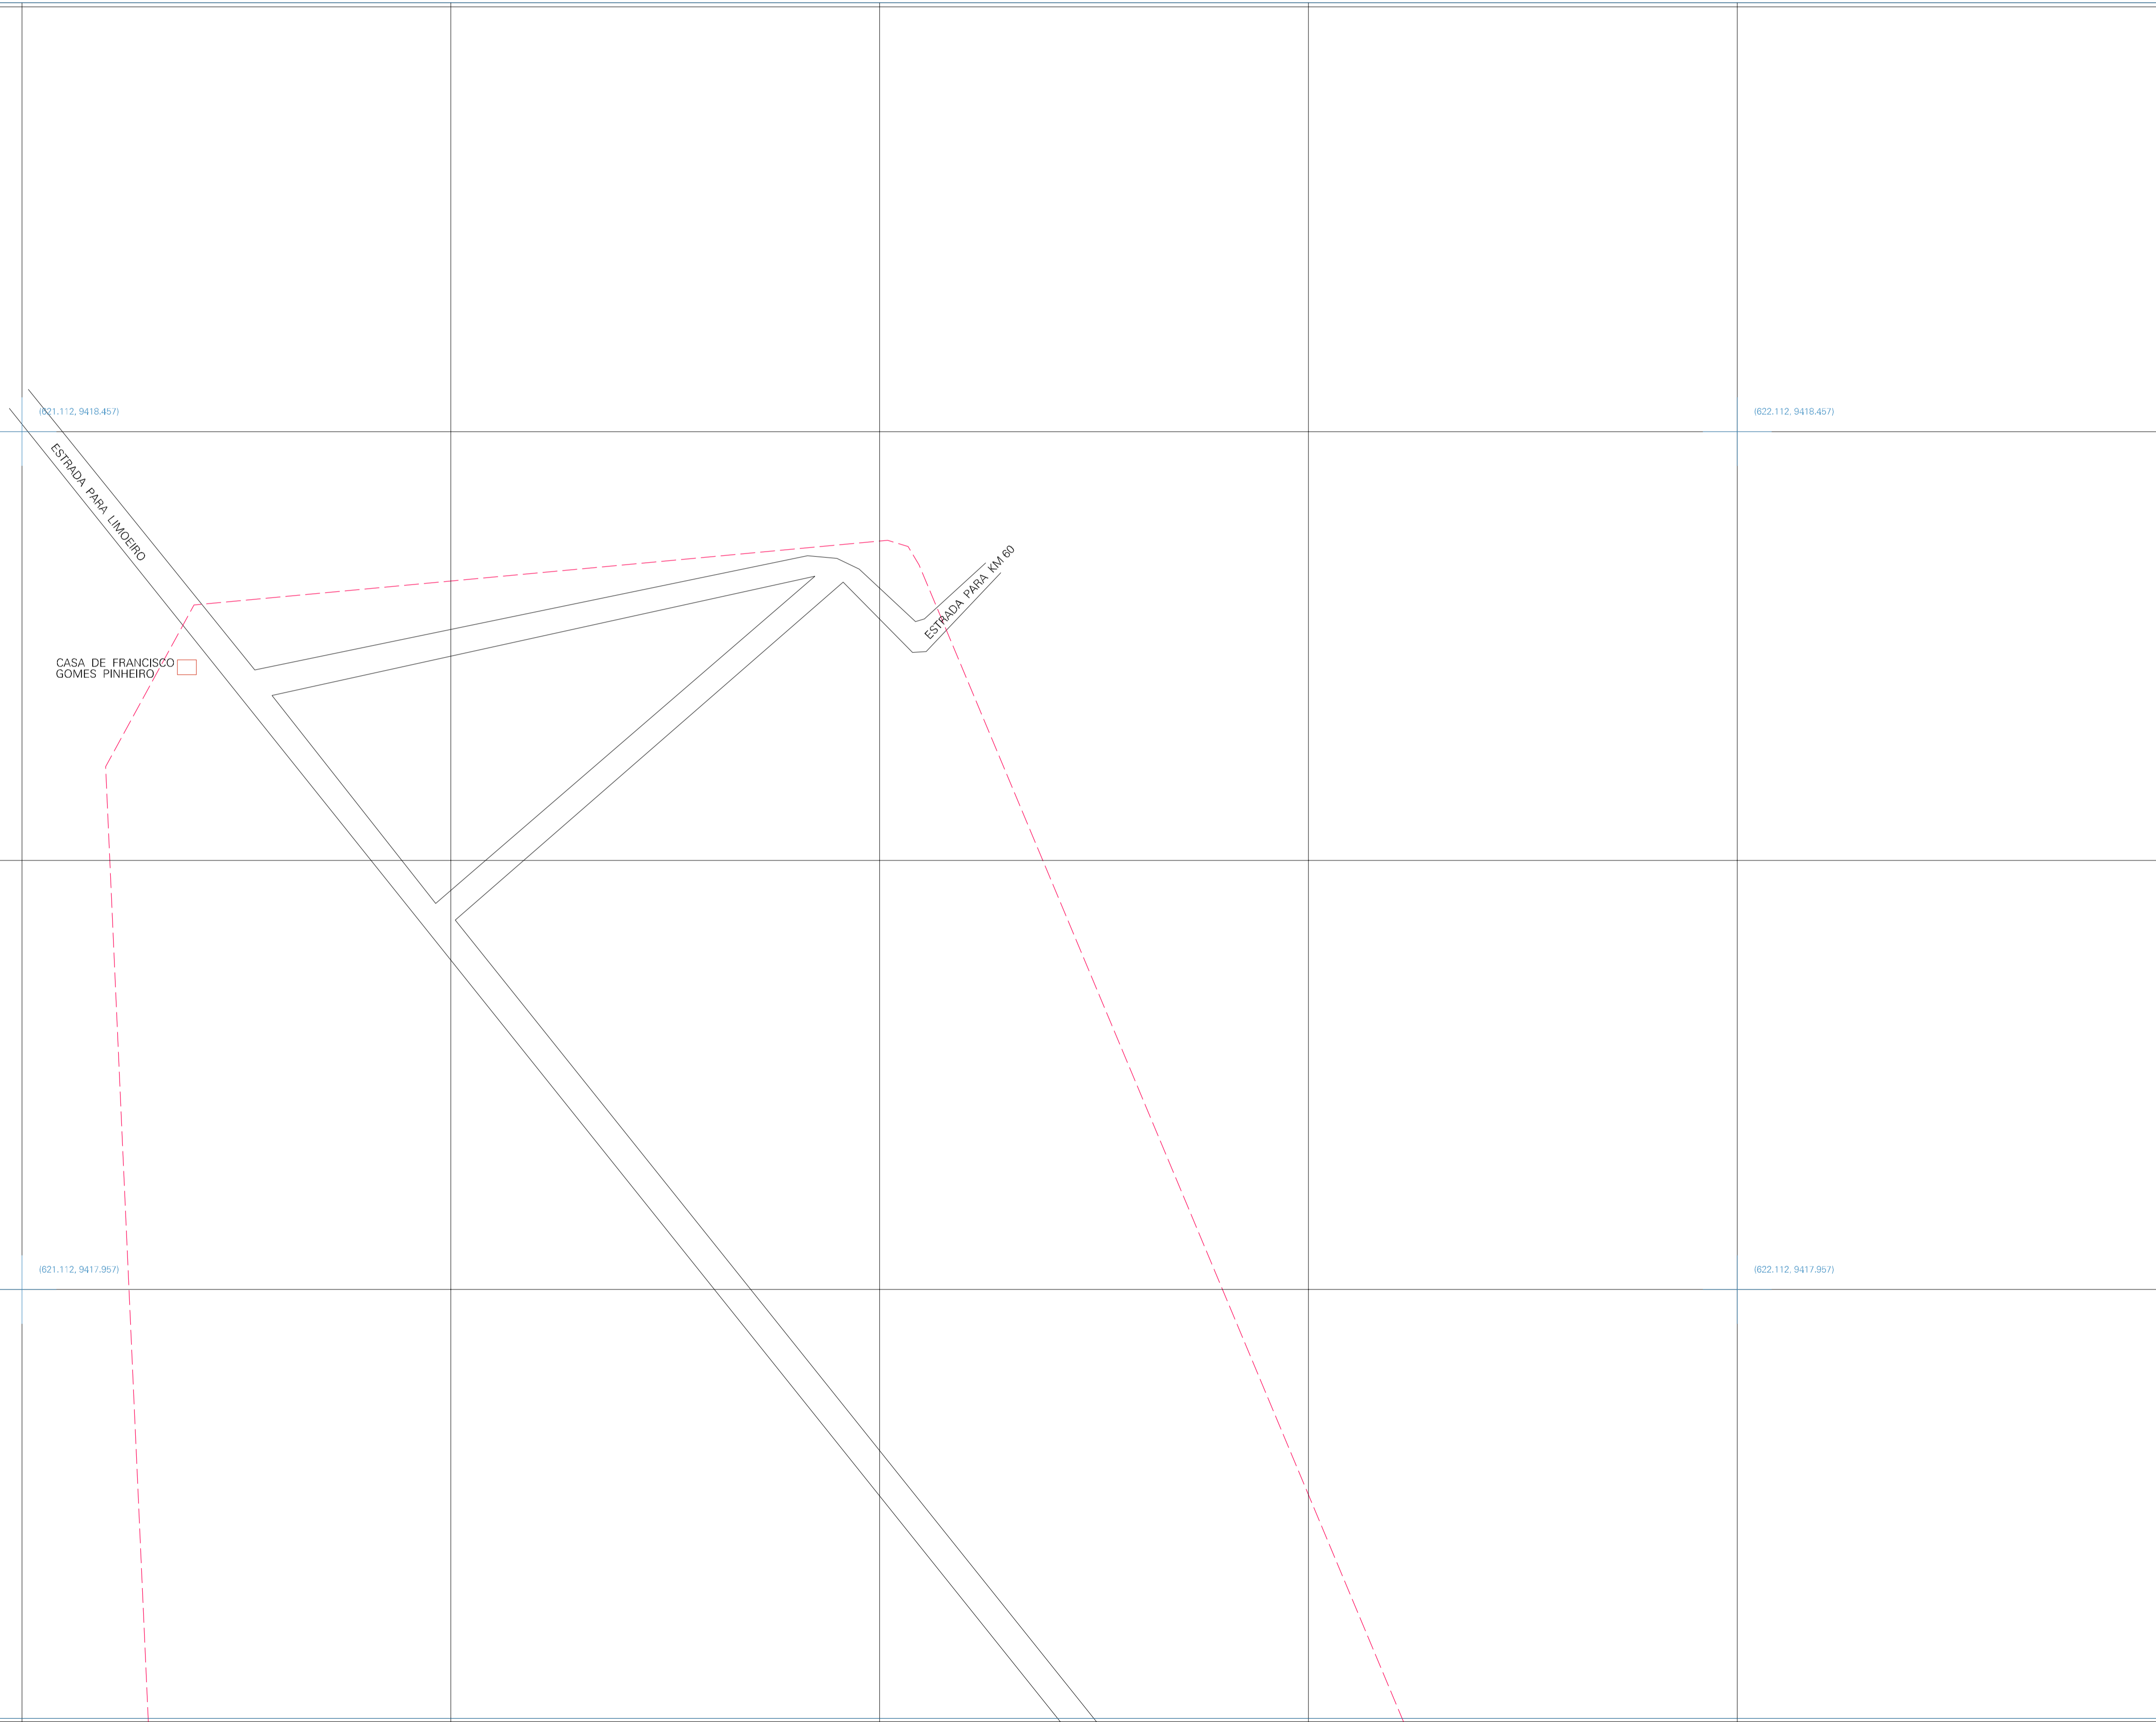 (621.112, 9418.457)
(622.112, 9418.457)
ESTRADA PARA LIMOEIRO
ESTRADA PARA KM 60
CASA DE FRANCISCO
GOMES PINHEIRO
(621.112, 9417.957)
(622.112, 9417.957)